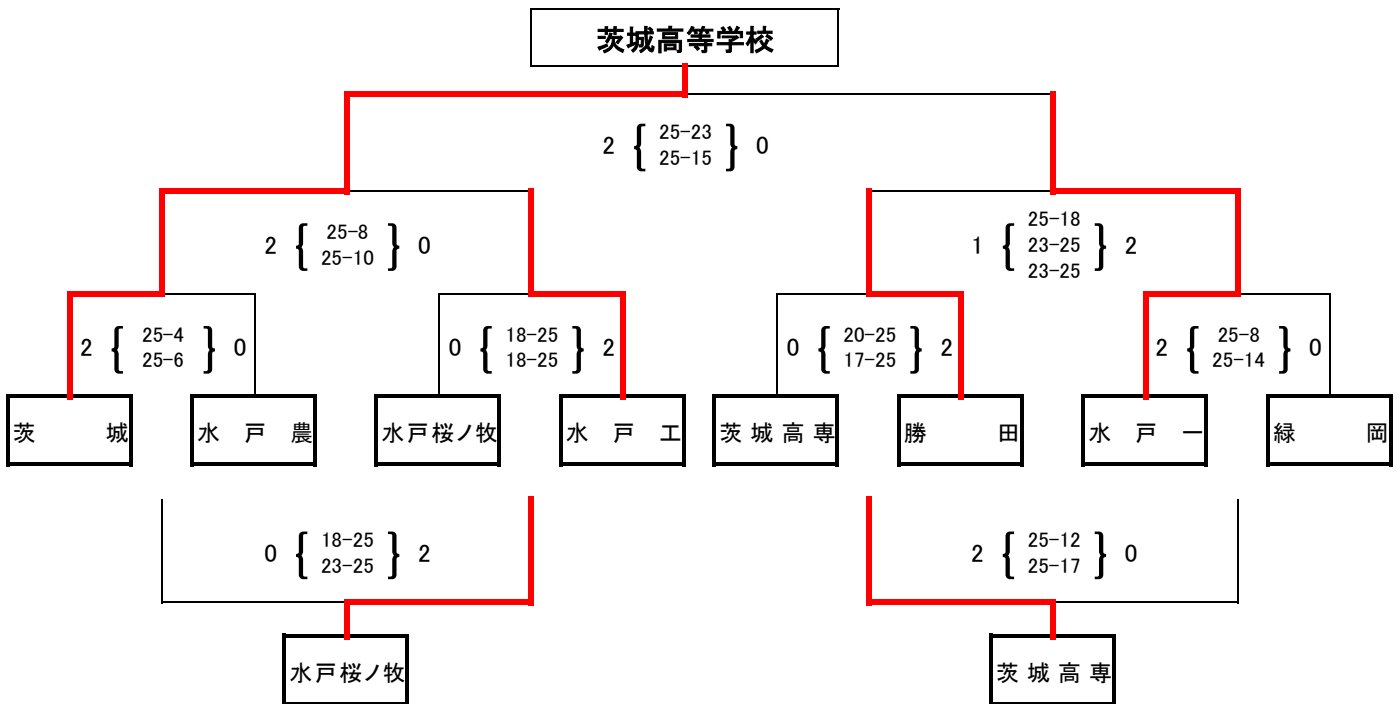 茨城高等学校
2 { 25-23 } 0
25-15
2 { 25-8 } 0
25-10
1 { 25-18 } 2
23-25
23-25
2 { 25-4 } 0
25-6
0 { 18-25 } 2
18-25
0 { 20-25 } 2
17-25
2 { 25-8 } 0
25-14
茨城 水戸農 水戸桜ノ牧 水戸工 茨城高専 勝田 水戸一 緑岡
0 { 18-25 } 2
23-25
2 { 25-12 } 0
25-17
水戸桜ノ牧 茨城高専